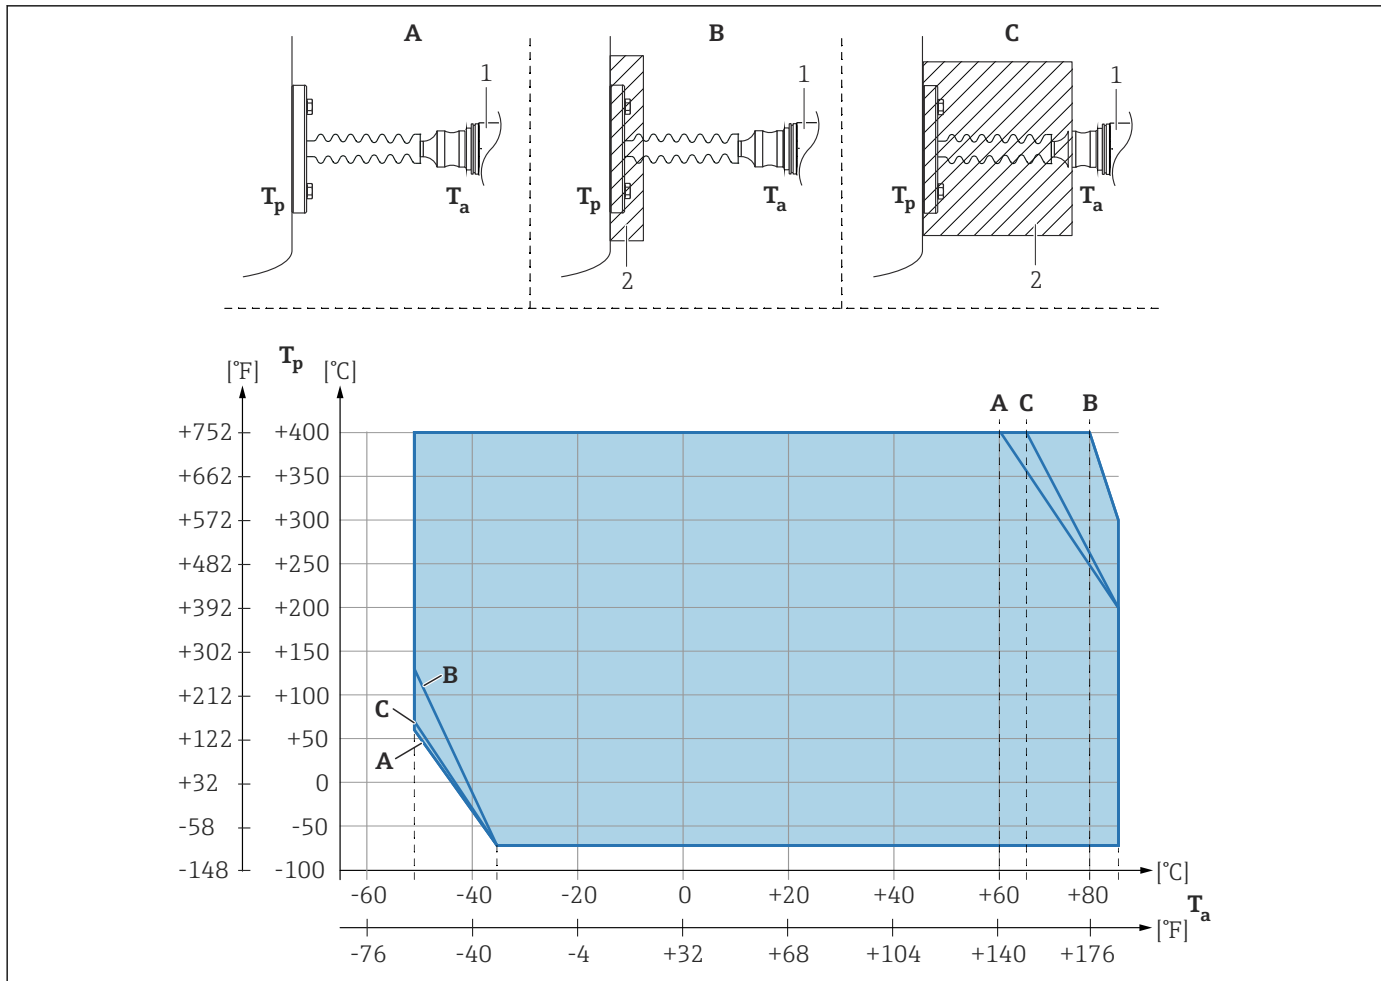 A B C
1 1 1
Tp Ta Tp Ta Tp Ta
2 2
Tp
[°F] [°C]
A C B
+752 +400
+662 +350
+572 +300
+482 +250
+392 +200
+302 +150
B
+212 +100
C
+122 +50
A
+32 0
-58 -50
-148 -100
[°C]
-60 -40 -20 0 +20 +40 +60 +80
Ta
[°F]
-76 -40 -4 +32 +68 +104 +140 +176